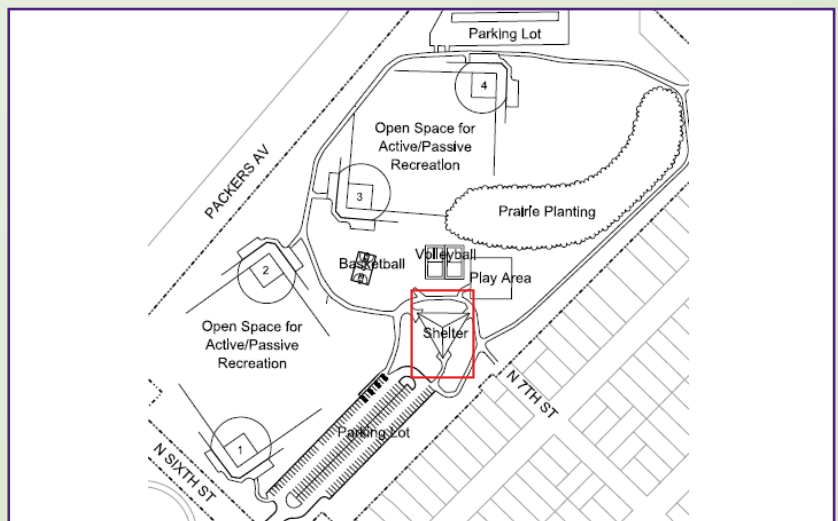 Parking Lot
4
Open Space for
Active/Passive
Recreation
PACKERS AV
3
Prairie Planting
Volleyball
Basketball
Play Area
2
Open Space for
Active/Passive
Recreation
Shelter
N 7TH ST
Parking Lot
1
N SIXTH ST